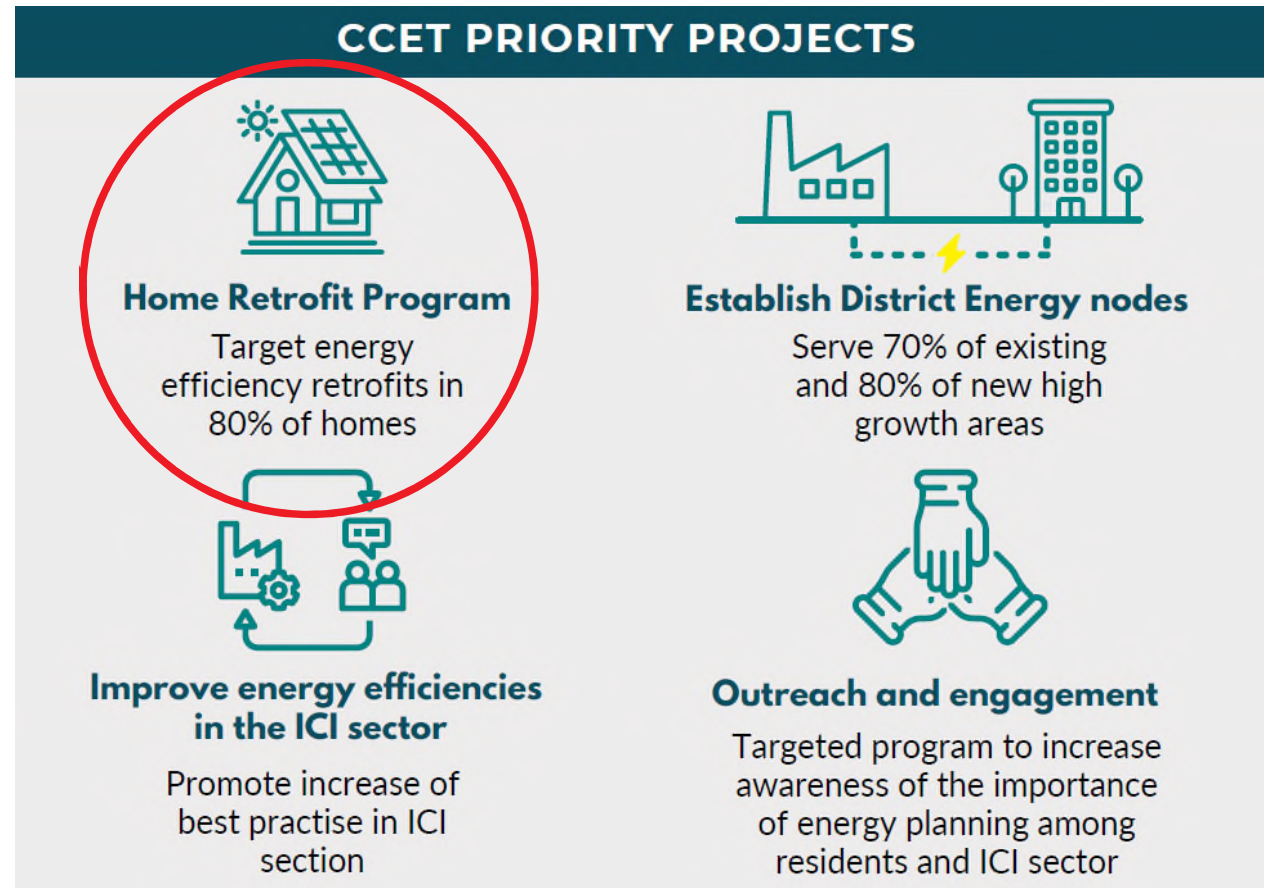 CCET PRIORITY PROJECTS
Home Retrofit Program
Target energy
efficiency retrofits in
80% of homes
Establish District Energy nodes
Serve 70% of existing
and 80% of new high
growth areas
Improve energy efficiencies
in the ICI sector
Promote increase of
best practise in ICI
section
Outreach and engagement
Targeted program to increase
awareness of the importance
of energy planning among
residents and ICI sector